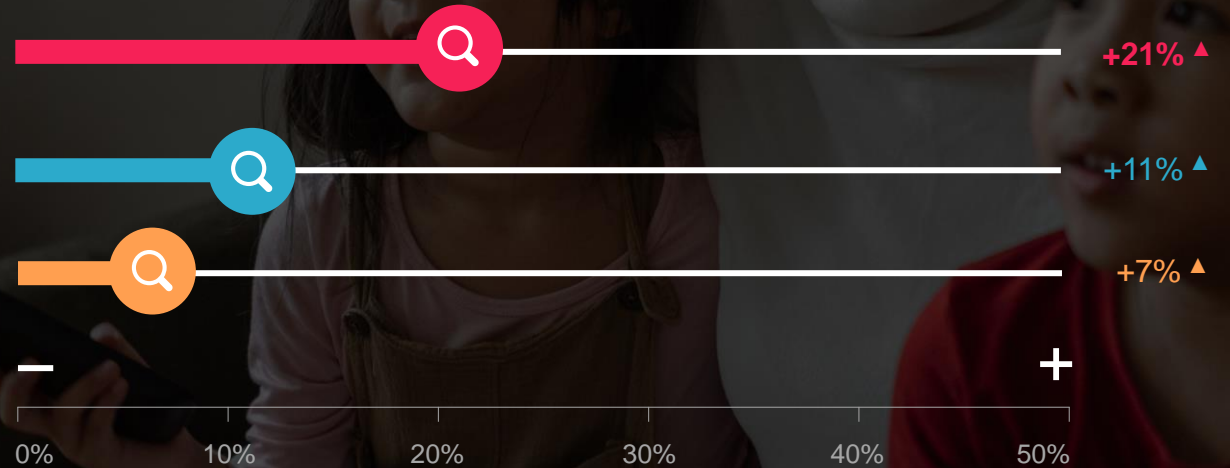 +21% ▲
+11% ▲
+7% ▲
− +
0% 10% 20% 30% 40% 50%